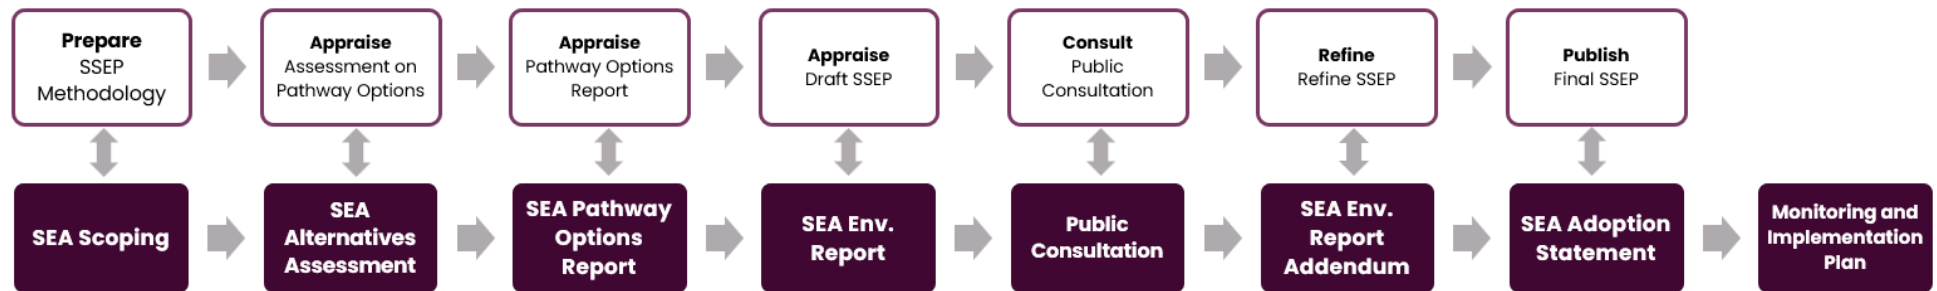 Prepare
SSEP
Methodology
Appraise
Assessment on
Pathway Options
Appraise
Pathway Options
Report
Appraise
Draft SSEP
Consult
Public
Consultation
Refine
Refine SSEP
Publish
Final SSEP
SEA Scoping
SEA
Alternatives
Assessment
SEA Pathway
Options
Report
SEA Env.
Report
Public
Consultation
SEA Env.
Report
Addendum
SEA Adoption
Statement
Monitoring and
Implementation
Plan